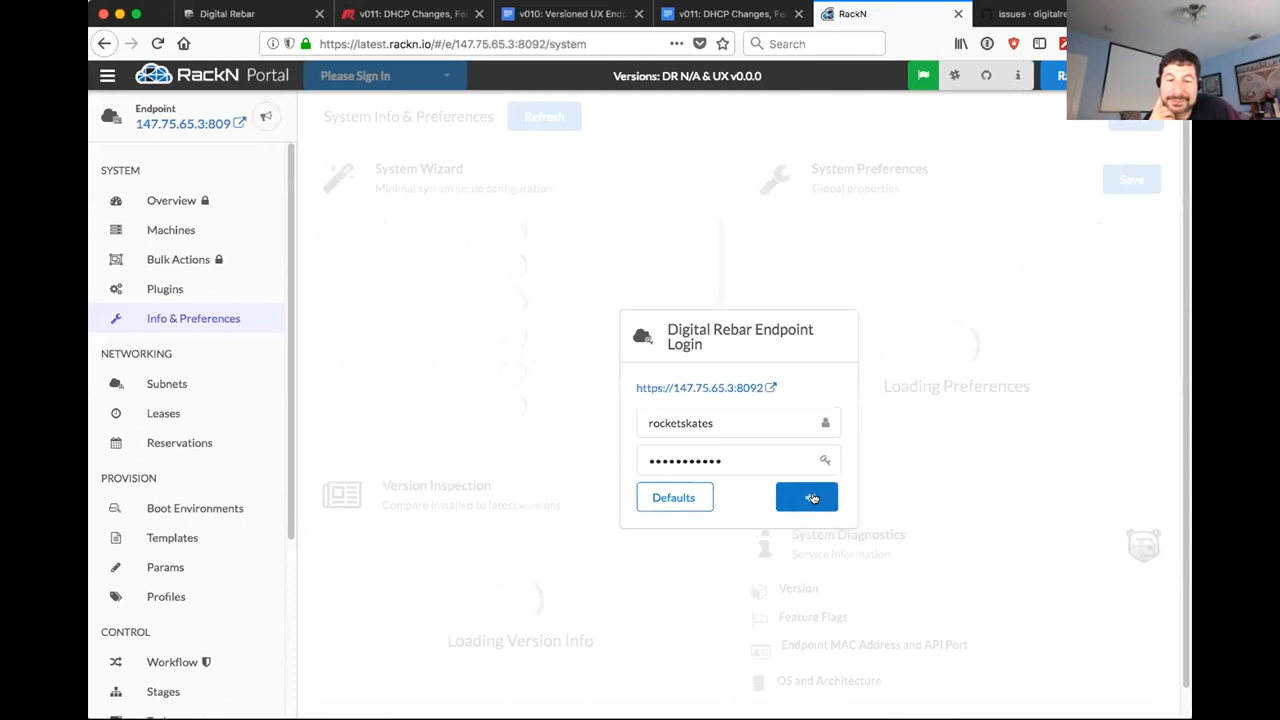 Digital Rebar
v011: DHCP Changes, Fe
v010: Versioned UX Endp
v011: DHCP Changes, Fe
RackN
Issues · digitalre
https://latest.rackn.io/#/e/147.75.65.3:8092/system
Search
RackN Portal
Please Sign In
Versions: DR N/A & UX v0.0.0
Endpoint
147.75.65.3:809
System Info & Preferences
Refresh
SYSTEM
Overview
Machines
Bulk Actions
Plugins
Info & Preferences
NETWORKING
Subnets
Leases
Reservations
PROVISION
Boot Environments
Templates
Params
Profiles
CONTROL
Workflow
Stages
System Wizard
Minimal system setup configuration
System Preferences
Global properties
Save
Digital Rebar Endpoint
Login
https://147.75.65.3:8092
rocketskates
Defaults
Loading Preferences
Version Inspection
Compare installed to latest versions
Loading Version Info
System Diagnostics
Service information
Version
Feature Flags
Endpoint MAC Address and API Port
OS and Architecture